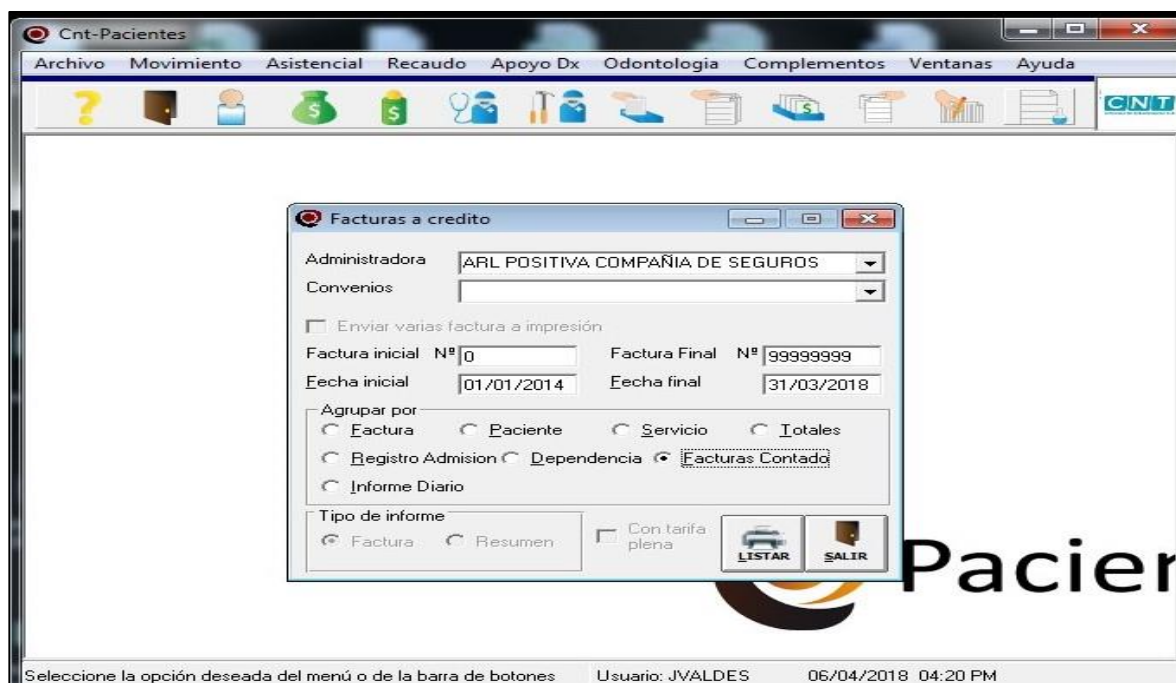 Cnt-Pacientes
Archivo Movimiento Asistencial Recaudo Apoyo Dx Odontologia Complementos Ventanas Ayuda
CNT
Facturas a credito
Administradora ARL POSITIVA COMPAÑIA DE SEGUROS
Convenios
Enviar varias factura a impresión
Factura inicial Nº 0 Factura Final Nº 99999999
Fecha inicial 01/01/2014 Fecha final 31/03/2018
Agrupar por
Factura Paciente Servicio Totales
Registro Admision Dependencia Facturas Contado
Informe Diario
Tipo de informe
Factura Resumen
Con tarifa
plena
LISTAR SALIR
Pacien
Seleccione la opción deseada del menú o de la barra de botones Usuario: JVALDES 06/04/2018 04:20 PM